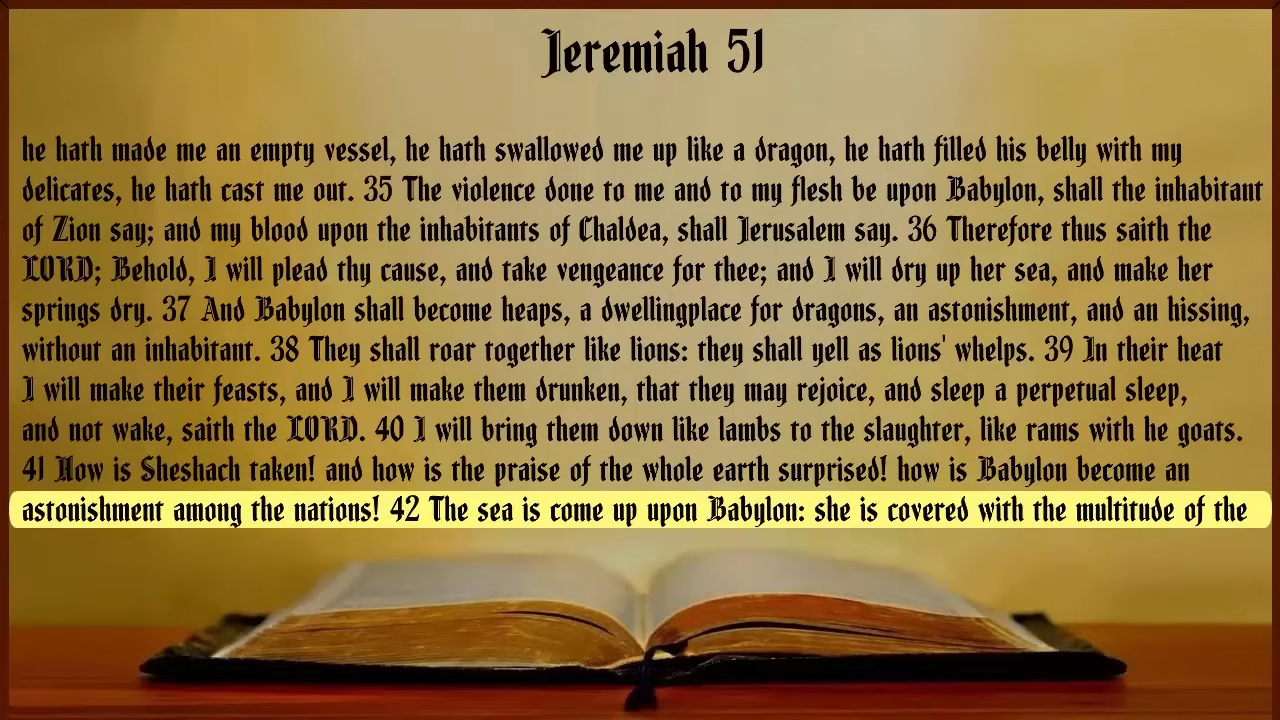 Jeremiah 51
he hath made me an empty vessel, he hath swallowed me up like a dragon, he hath filled his belly with my
delicates, he hath cast me out. 35 The violence done to me and to my flesh be upon Babylon, shall the inhabitant
of Zion say; and my blood upon the inhabitants of Chaldea, shall Jerusalem say. 36 Therefore thus saith the
LORD; Behold, I will plead thy cause, and take vengeance for thee; and I will dry up her sea, and make her
springs dry. 37 And Babylon shall become heaps, a dwellingplace for dragons, an astonishment, and an hissing,
without an inhabitant. 38 They shall roar together like lions: they shall yell as lions' whelps. 39 In their heat
I will make their feasts, and I will make them drunken, that they may rejoice, and sleep a perpetual sleep,
and not wake, saith the LORD. 40 I will bring them down like lambs to the slaughter, like rams with he goats.
41 How is Sheshach taken! and how is the praise of the whole earth surprised! how is Babylon become an
astonishment among the nations! 42 The sea is come up upon Babylon: she is covered with the multitude of the